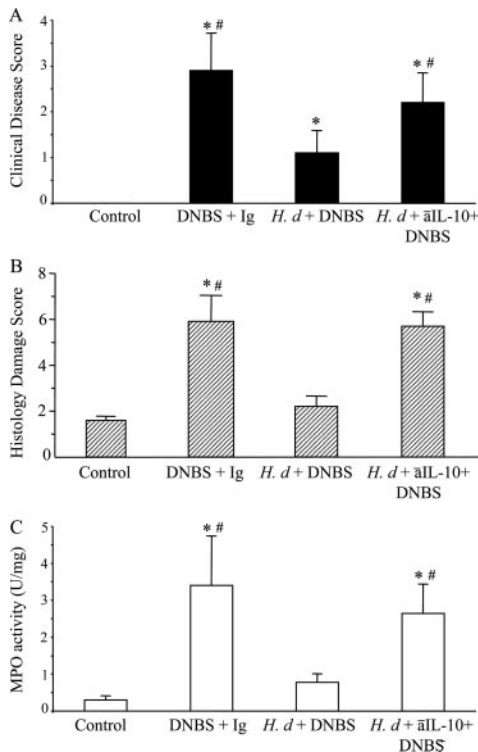 A
Clinical Disease Score
4
3
2
1
0
* #
*
* #
Control DNBS + Ig H. d + DNBS H. d + āIL-10+ DNBS
B
Histology Damage Score
8
6
4
2
0
* #
* #
Control DNBS + Ig H. d + DNBS H. d + āIL-10+ DNBS
C
MPO activity (U/mg)
5
4
3
2
1
0
* #
* #
Control DNBS + Ig H. d + DNBS H. d + āIL-10+ DNBS